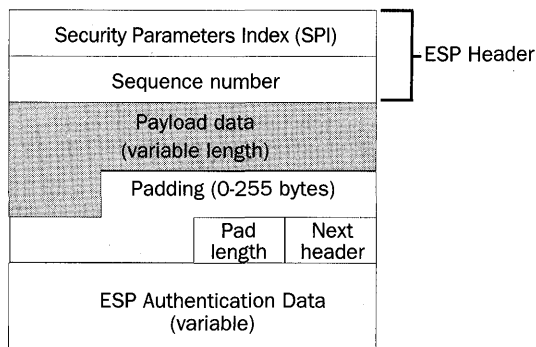 Security Parameters Index (SPI)
ESP Header
Sequence number
Payload data
(variable length)
Padding (0-255 bytes)
Pad
length
Next
header
ESP Authentication Data
(variable)